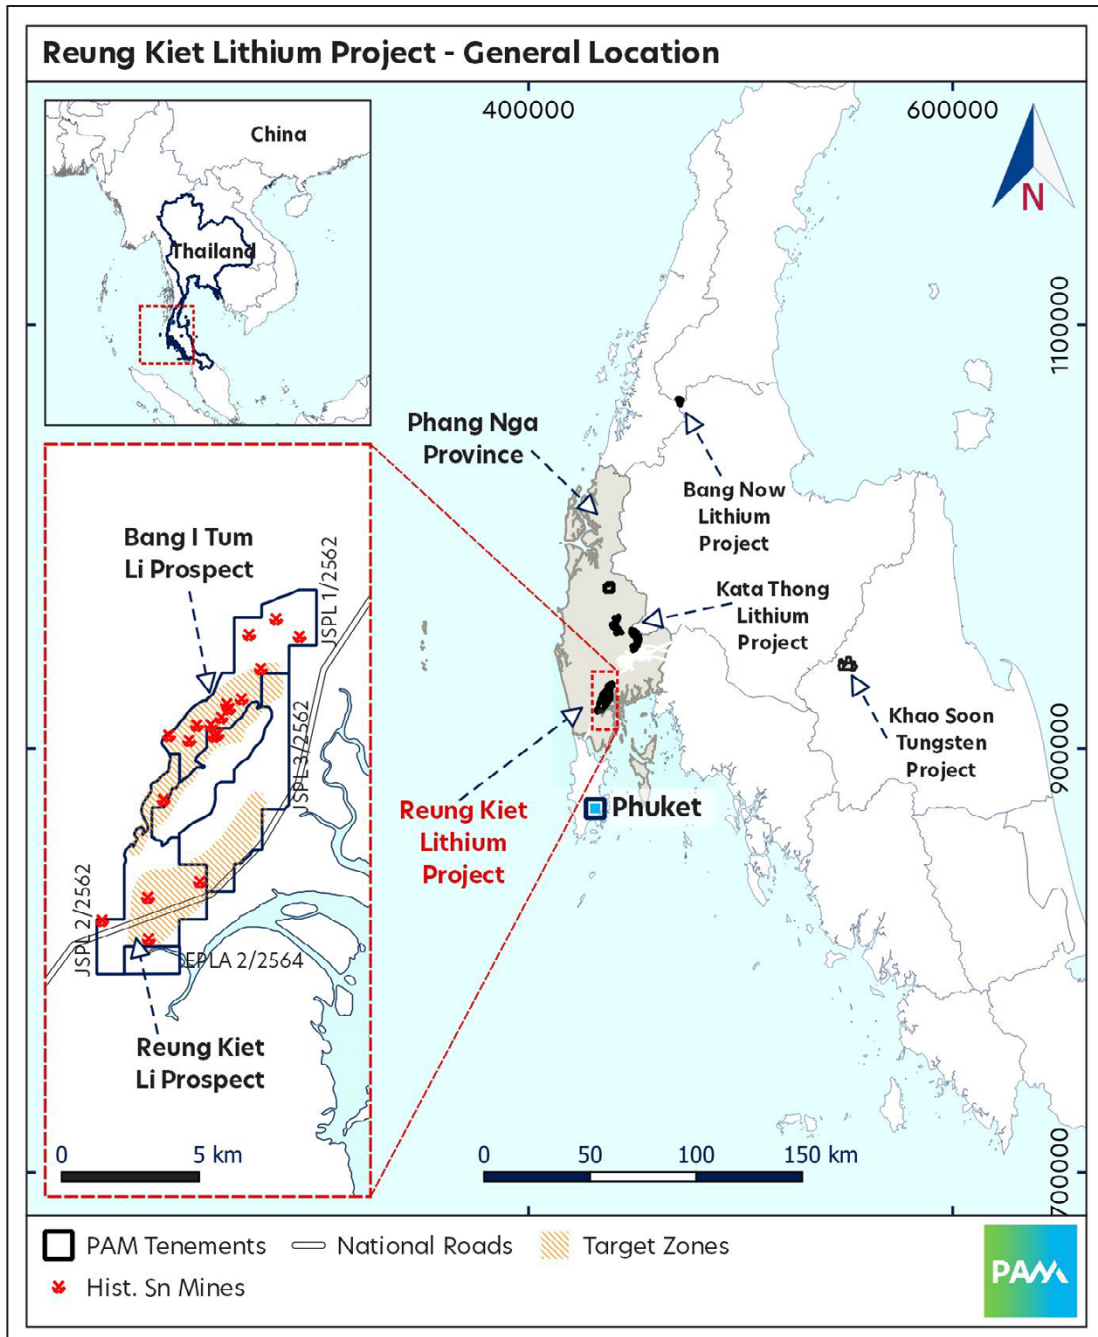 Reung Kiet Lithium Project - General Location
400000
600000
China
Thailand
N
1100000
Phang Nga
Province
Bang Now
Lithium
Project
Kata Thong
Lithium
Project
Khao Soon
Tungsten
Project
900000
Reung Kiet
Lithium
Project
Phuket
Bang I Tum
Li Prospect
JSPL 1/2562
JSPL 3/2562
JSPL 2/2562
EPLA 2/2564
Reung Kiet
Li Prospect
0 5 km
0 50 100 150 km
700000
PAM Tenements National Roads Target Zones
Hist. Sn Mines
PAM